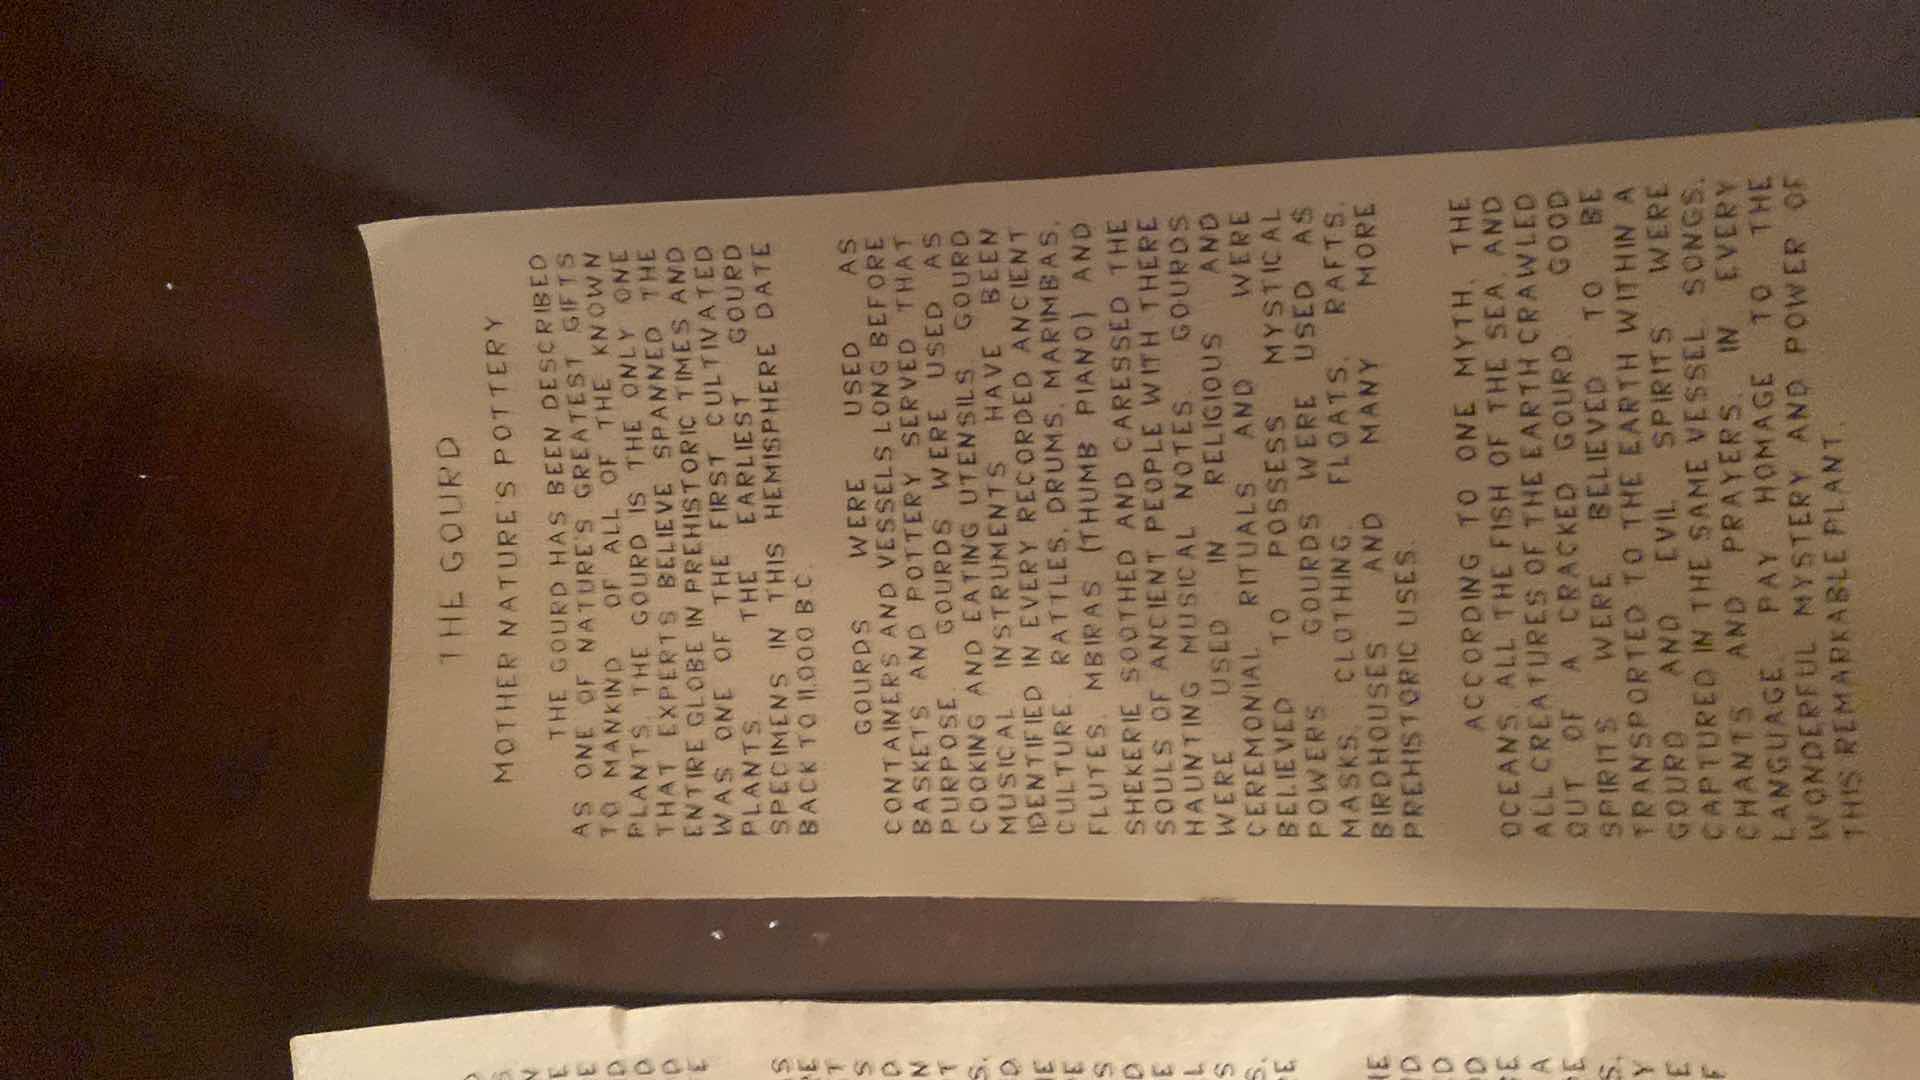 THE GOURD
MOTHER NATURE'S POTTERY
THE GOURD HAS BEEN DESCRIBED
AS ONE OF NATURE'S GREATEST GIFTS
TO MANKIND. OF ALL OF THE KNOWN
PLANTS, THE GOURD IS THE ONLY ONE
THAT EXPERTS BELIEVE SPANNED THE
ENTIRE GLOBE IN PREHISTORIC TIMES AND
WAS ONE OF THE FIRST CULTIVATED
PLANTS. THE EARLIEST GOURD
SPECIMENS IN THIS HEMISPHERE DATE
BACK TO 11,000 B.C.
GOURDS WERE USED AS
CONTAINERS AND VESSELS LONG BEFORE
BASKETS AND POTTERY SERVED THAT
PURPOSE. GOURDS WERE USED AS
COOKING AND EATING UTENSILS. GOURD
MUSICAL INSTRUMENTS HAVE BEEN
IDENTIFIED IN EVERY RECORDED ANCIENT
CULTURE. RATTLES, DRUMS, MARIMBAS,
FLUTES, MBIRAS (THUMB PIANO) AND
SHEKERIE SOOTHED AND CARESSED THE
SOULS OF ANCIENT PEOPLE WITH THERE
HAUNTING MUSICAL NOTES. GOURDS
WERE USED IN RELIGIOUS AND
CEREMONIAL RITUALS AND WERE
BELIEVED TO POSSESS MYSTICAL
POWERS. GOURDS WERE USED AS
MASKS, CLOTHING, FLOATS, RAFTS,
BIRDHOUSES AND MANY MORE
PREHISTORIC USES.
ACCORDING TO ONE MYTH, THE
OCEANS, ALL THE FISH OF THE SEA, AND
ALL CREATURES OF THE EARTH CRAWLED
OUT OF A CRACKED GOURD. GOOD
SPIRITS WERE BELIEVED TO BE
TRANSPORTED TO THE EARTH WITHIN A
GOURD AND EVIL SPIRITS WERE
CAPTURED IN THE SAME VESSEL. SONGS,
CHANTS AND PRAYERS, IN EVERY
LANGUAGE, PAY HOMAGE TO THE
WONDERFUL MYSTERY AND POWER OF
THIS REMARKABLE PLANT.